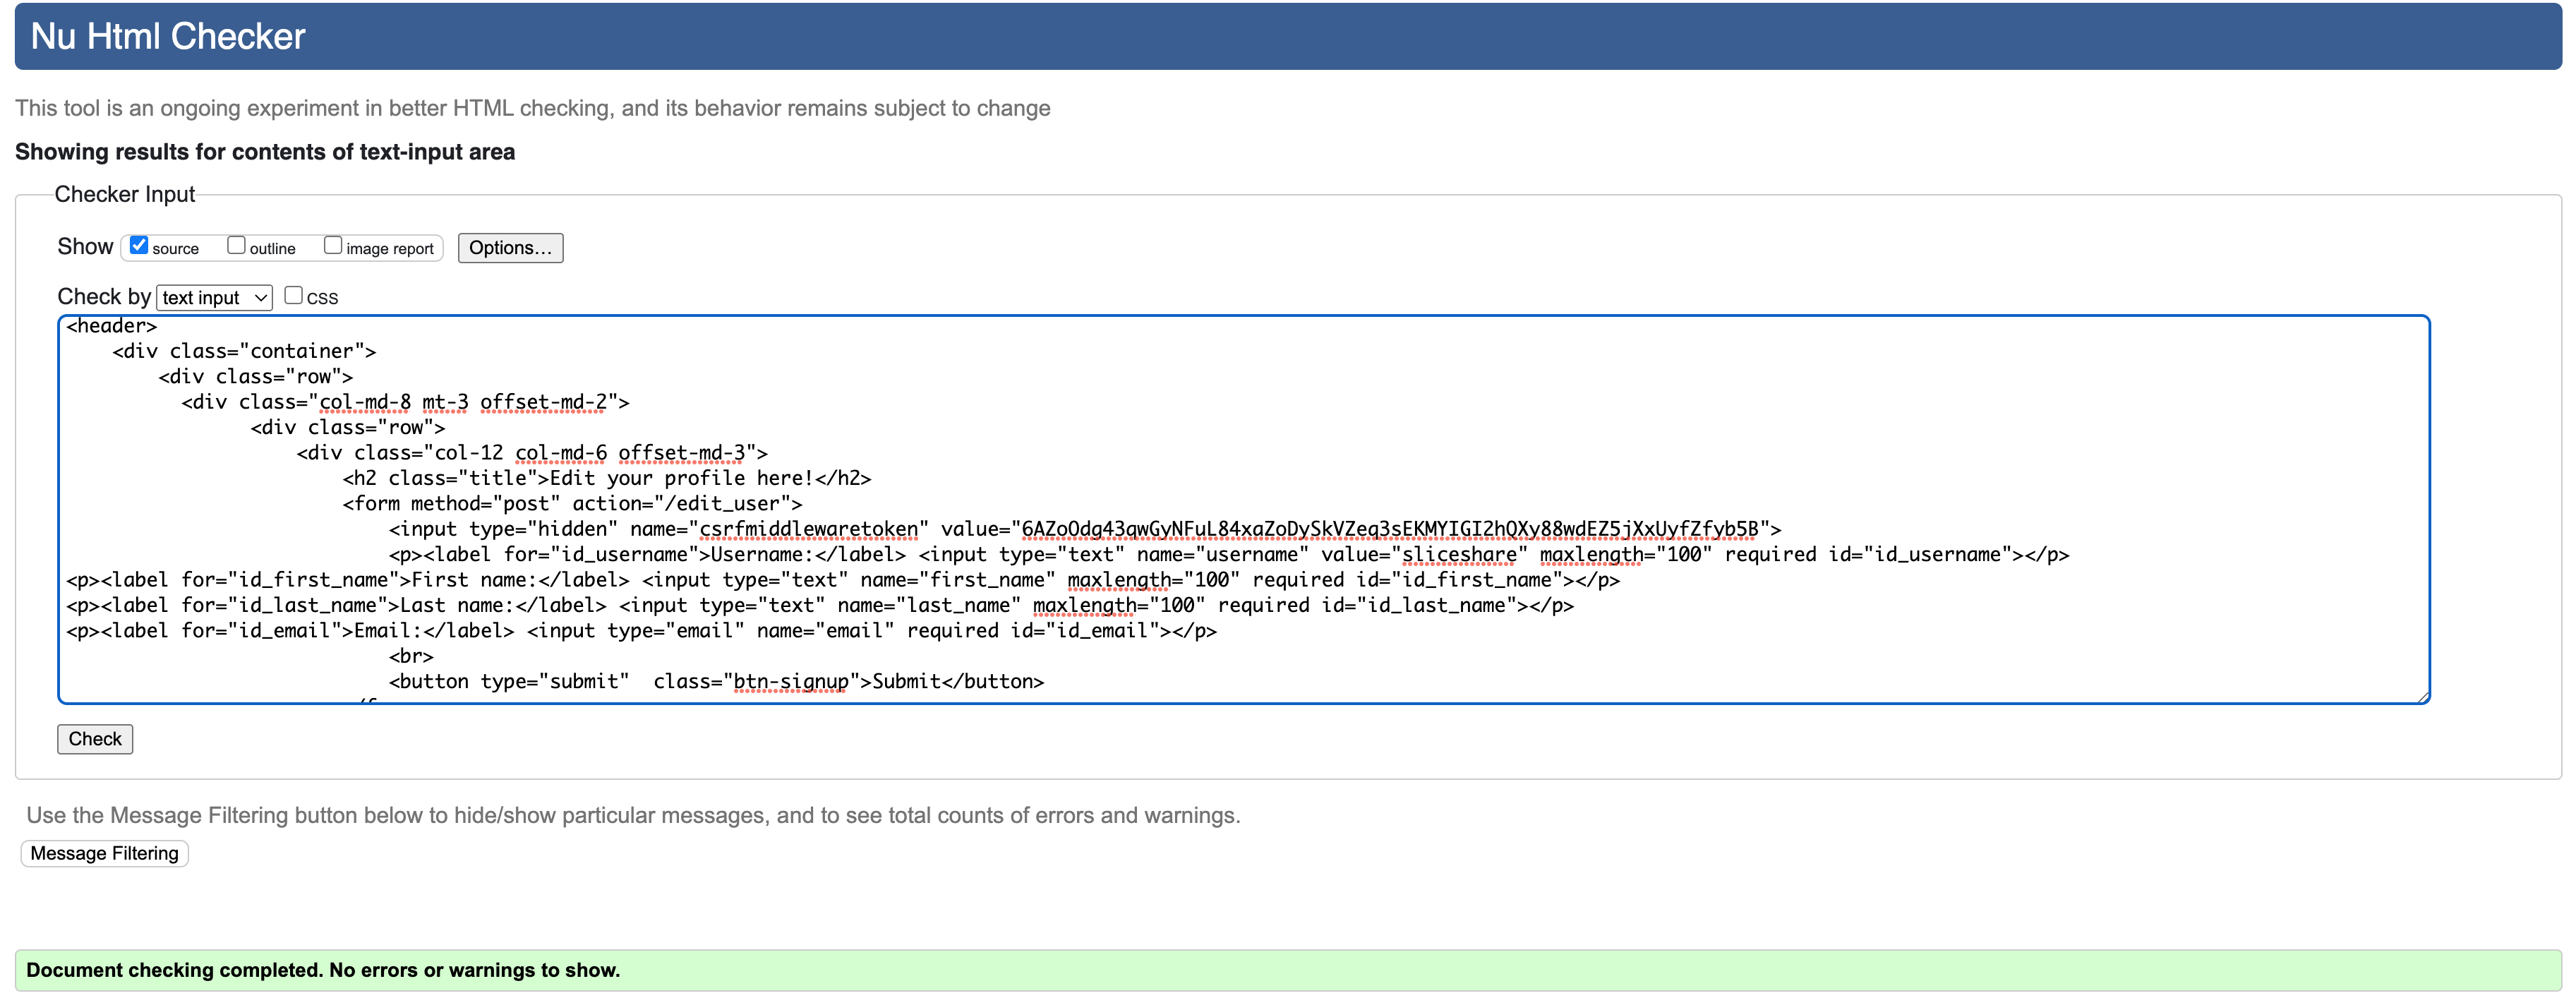 Nu Html Checker
This tool is an ongoing experiment in better HTML checking, and its behavior remains subject to change
Showing results for contents of text-input area
Checker Input
Show source outline image report Options...
Check by text input CSS
<header>
<div class="container">
<div class="row">
<div class="col-md-8 mt-3 offset-md-2">
<div class="row">
<div class="col-12 col-md-6 offset-md-3">
<h2 class="title">Edit your profile here!</h2>
<form method="post" action="/edit_user">
<input type="hidden" name="csrfmiddlewaretoken" value="6AZoOdg43qwGyNFuL84xaZoDySkVZeq3sEKMYIGI2hQXy88wdEZ5jXxUyfZfyb5B">
<p><label for="id_username">Username:</label> <input type="text" name="username" value="sliceshare" maxlength="100" required id="id_username"></p>
<p><label for="id_first_name">First name:</label> <input type="text" name="first_name" maxlength="100" required id="id_first_name"></p>
<p><label for="id_last_name">Last name:</label> <input type="text" name="last_name" maxlength="100" required id="id_last_name"></p>
<p><label for="id_email">Email:</label> <input type="email" name="email" required id="id_email"></p>
<br>
<button type="submit"  class="btn-signup">Submit</button>
Check
Use the Message Filtering button below to hide/show particular messages, and to see total counts of errors and warnings.
Message Filtering
Document checking completed. No errors or warnings to show.